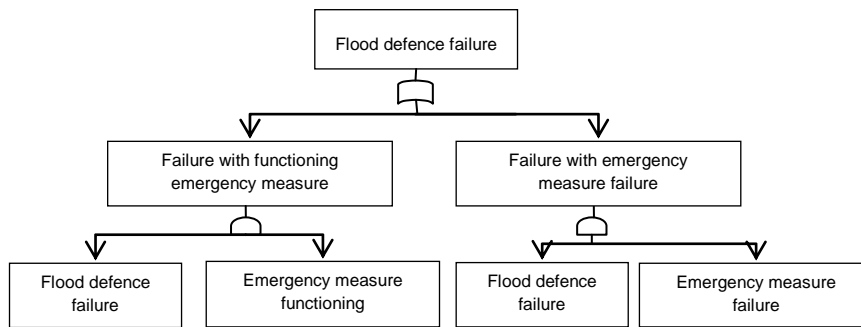 Flood defence failure
Failure with functioning
emergency measure
Failure with emergency
measure failure
Flood defence
failure
Emergency measure
functioning
Flood defence
failure
Emergency measure
failure